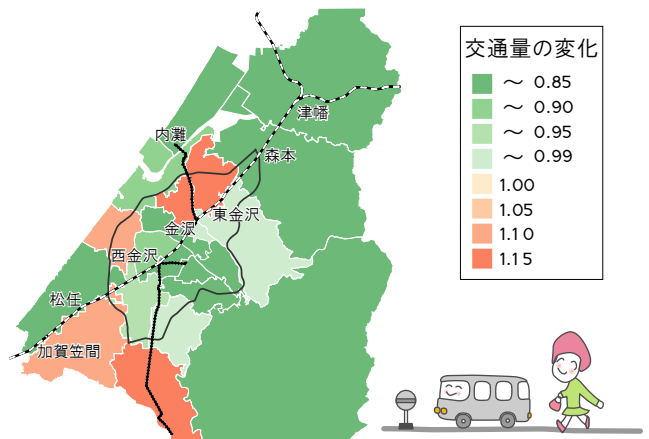 交通量の変化
～ 0.85
～ 0.90
～ 0.95
～ 0.99
1.00
1.05
1.10
1.15
津幡
内灘
森本
東金沢
金沢
西金沢
松任
加賀笠間